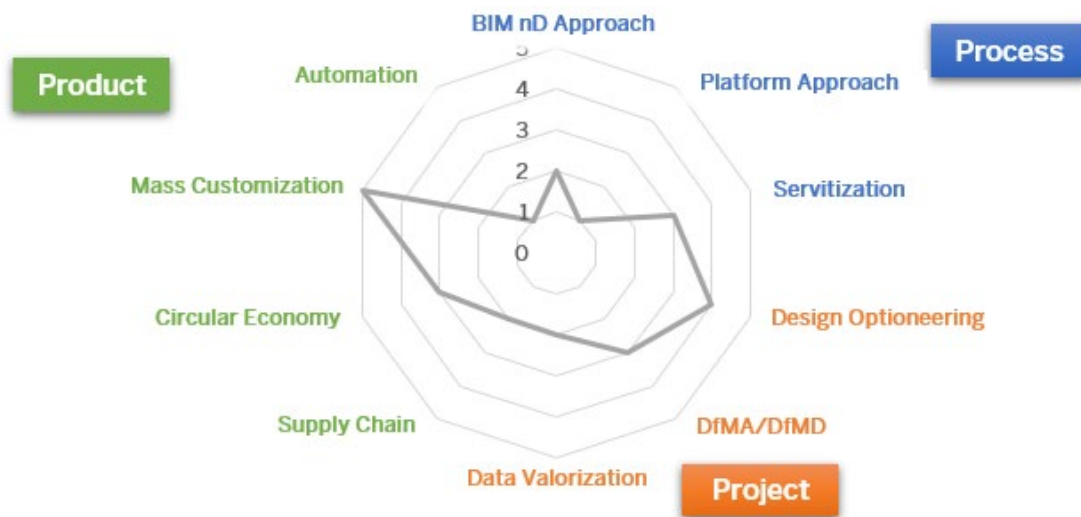 BIM nD Approach
Product
Process
Automation
Platform Approach
5
4
3
2
1
0
Mass Customization
Servitization
Circular Economy
Design Optioneering
Supply Chain
DfMA/DfMD
Data Valorization
Project